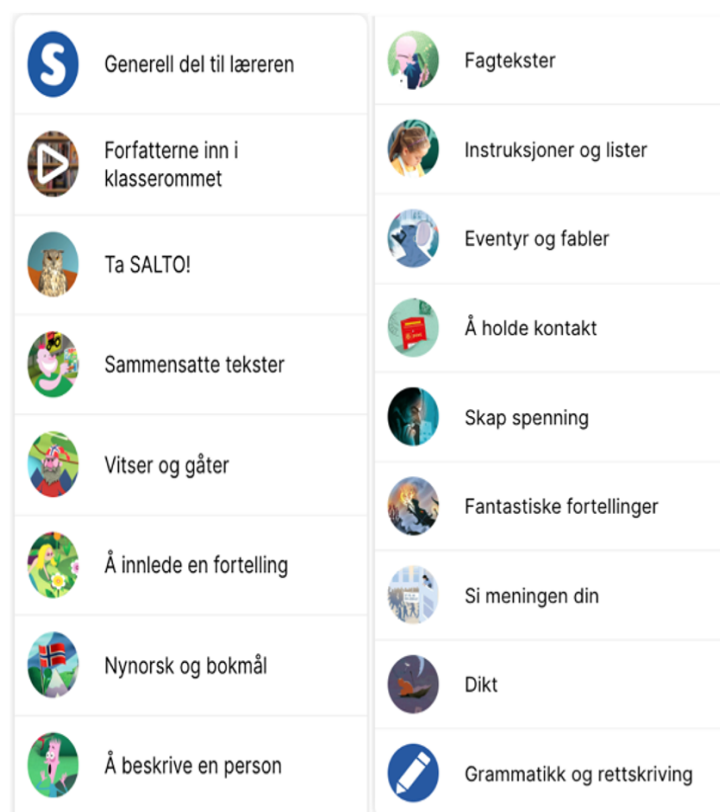 S
Generell del til læreren
Forfatterne inn i
klasserommet
Ta SALTO!
Sammensatte tekster
Vitser og gåter
Å innlede en fortelling
Nynorsk og bokmål
Å beskrive en person
Fagtekster
Instruksjoner og lister
Eventyr og fabler
Å holde kontakt
Skap spenning
Fantastiske fortellinger
Si meningen din
Dikt
Grammatikk og rettskriving